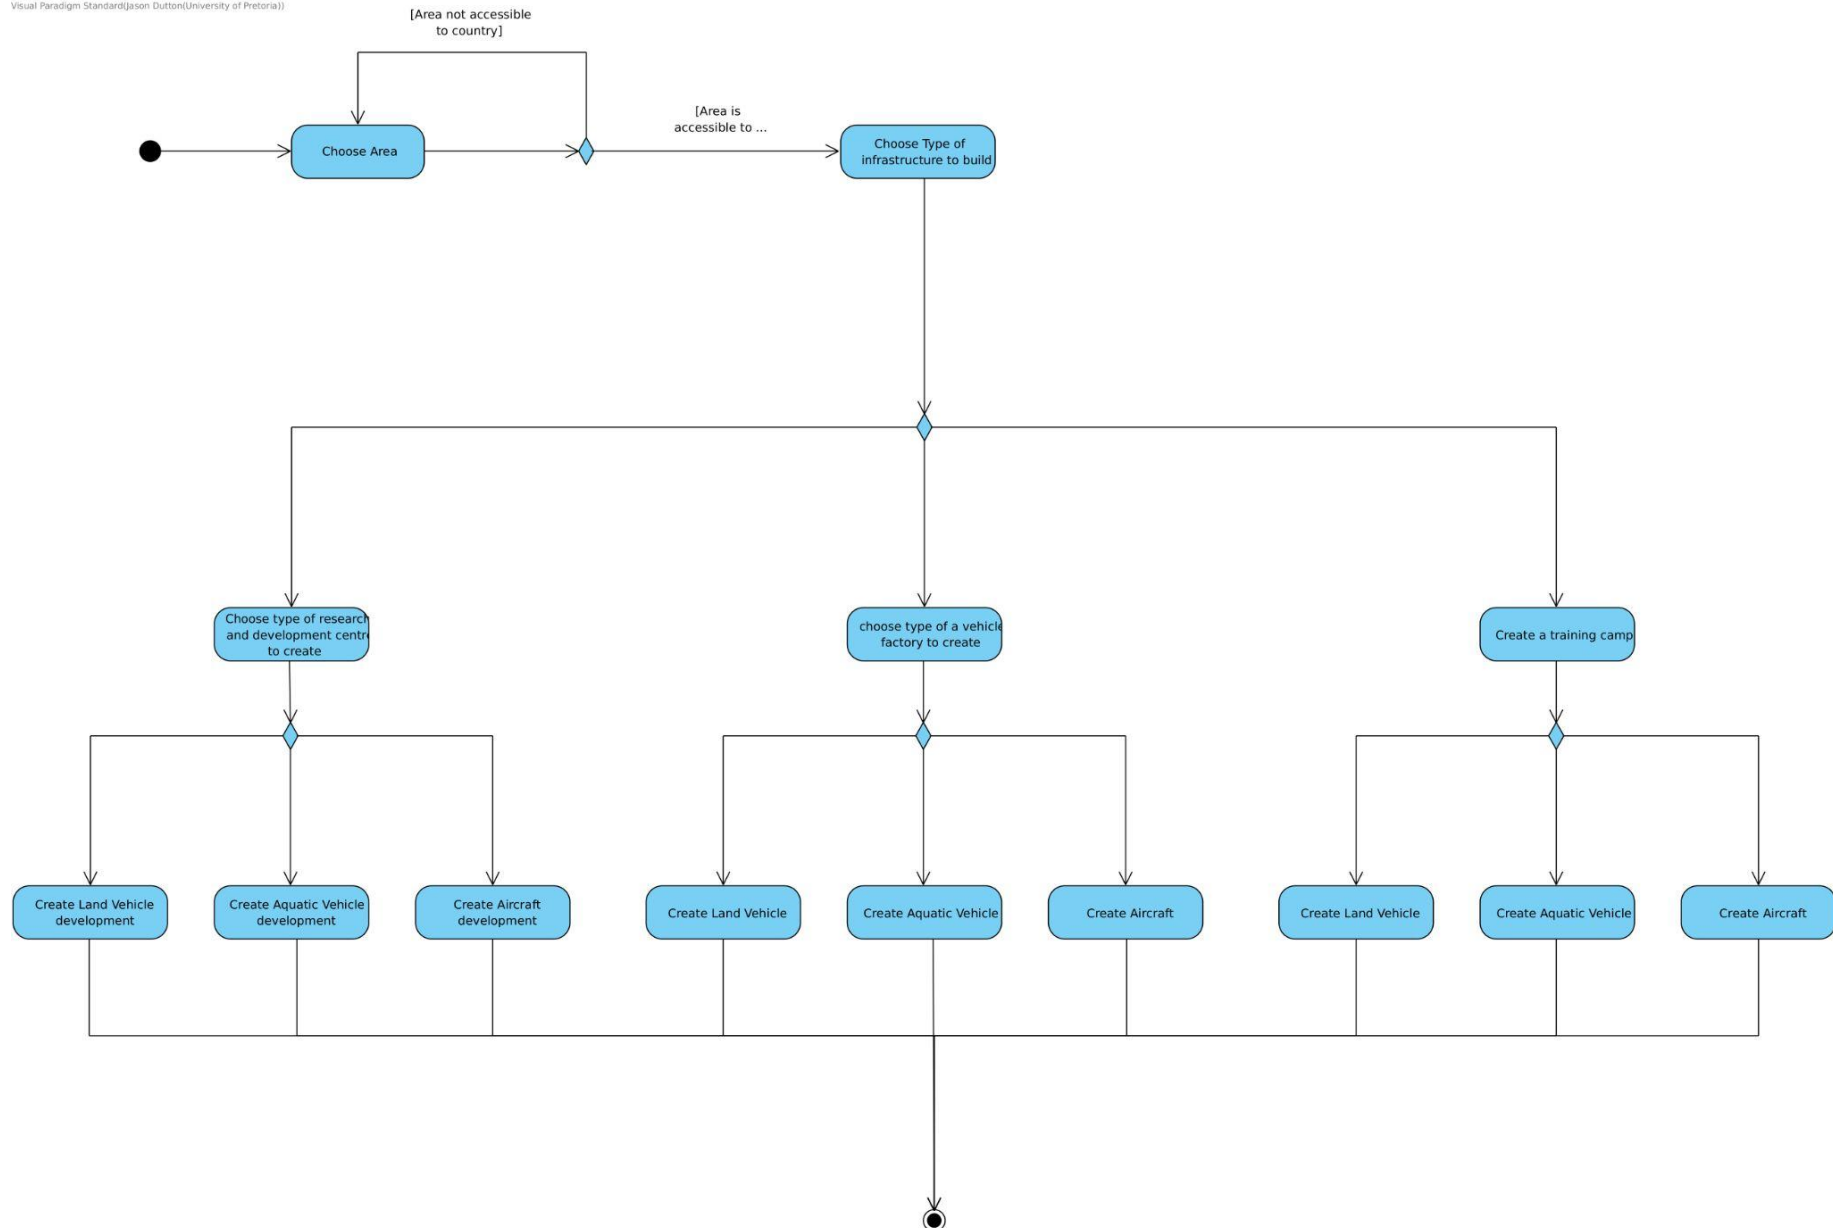 Visual Paradigm Standard(Jason Dutton(University of Pretoria))
[Area not accessible
to country]
[Area is
accessible to ...
Choose Area
Choose Type of
infrastructure to build
Choose type of research
and development centre
to create
choose type of a vehicle
factory to create
Create a training camp
Create Land Vehicle
development
Create Aquatic Vehicle
development
Create Aircraft
development
Create Land Vehicle
Create Aquatic Vehicle
Create Aircraft
Create Land Vehicle
Create Aquatic Vehicle
Create Aircraft